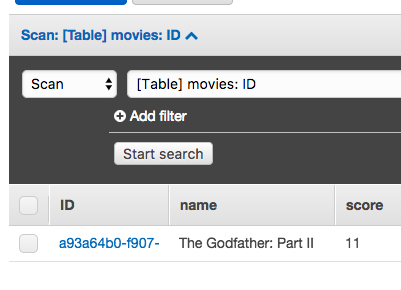 Scan: [Table] movies: ID
Scan [Table] movies: ID
Add filter
Start search
ID name score
a93a64b0-f907- The Godfather: Part II 11